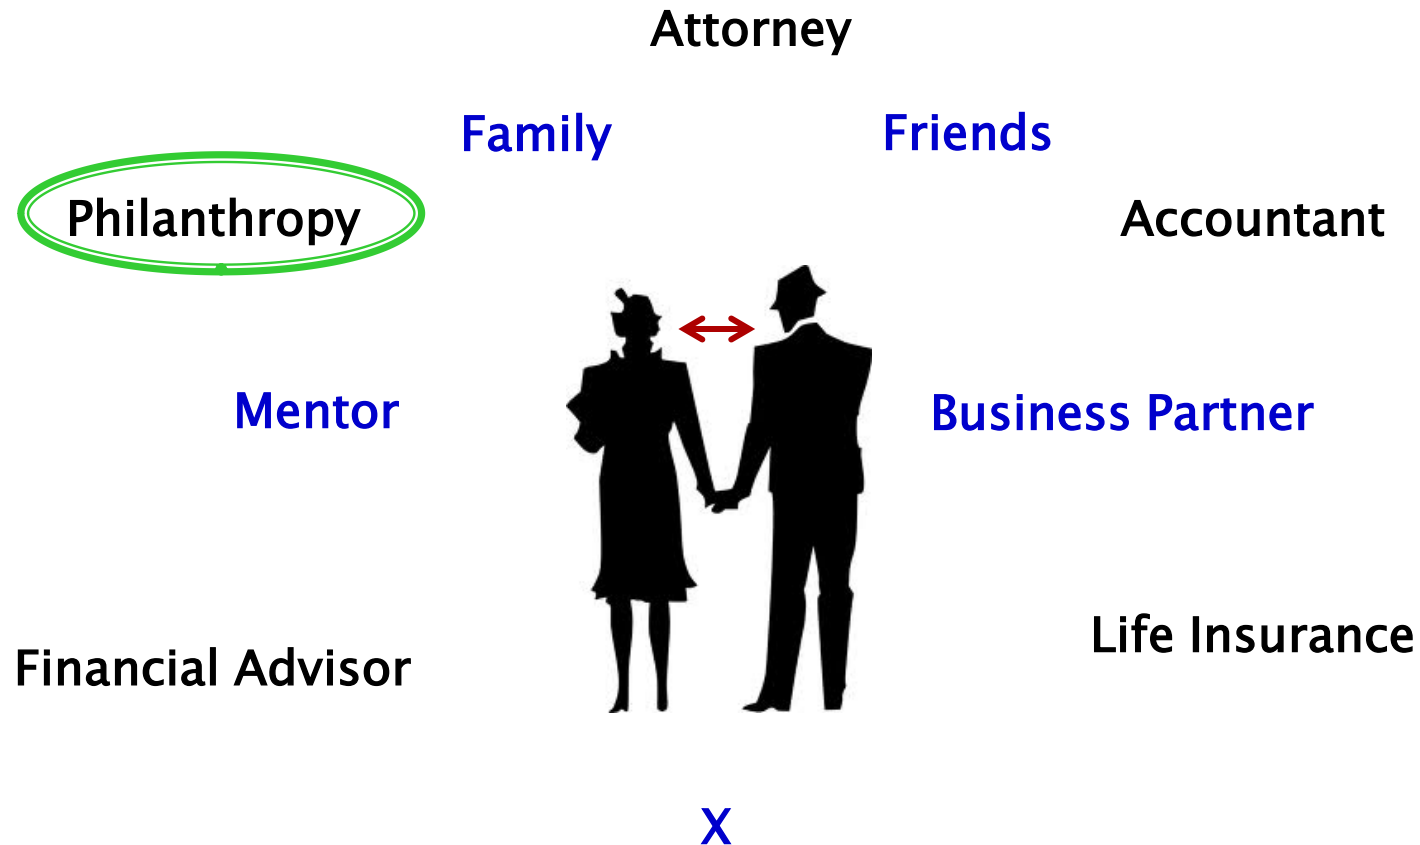 Attorney
Family
Friends
Philanthropy
Accountant
Mentor
Business Partner
Life Insurance
Financial Advisor
X